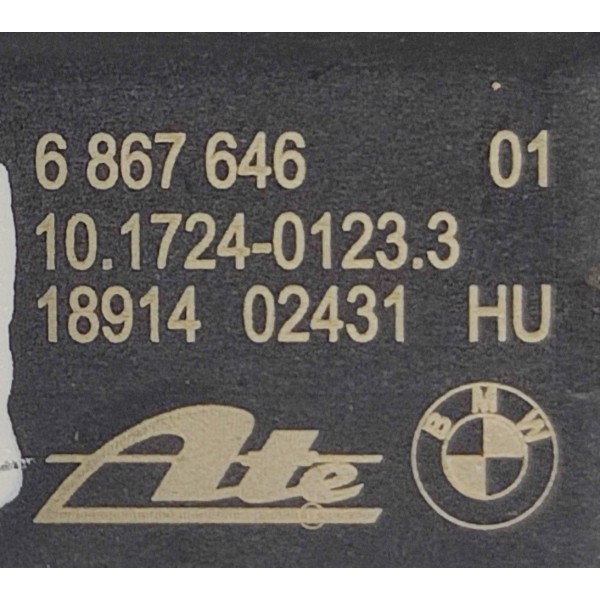 6 867 646 01
10.1724-0123.3
18914 02431 HU
Ate ®
BMW